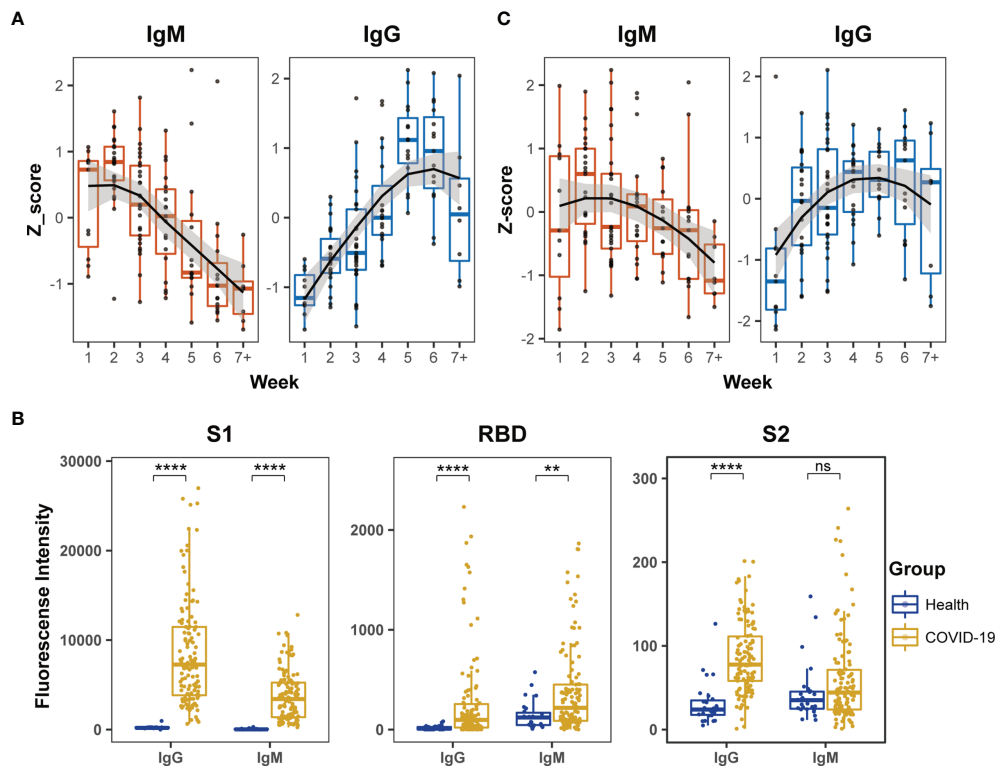 A
IgM IgG
Z_score
2
1
0
-1
2
1
0
-1
1 2 3 4 5 6 7+ 1 2 3 4 5 6 7+
Week
C
IgM IgG
Z-score
2
1
0
-1
-2
2
1
0
-1
-2
1 2 3 4 5 6 7+ 1 2 3 4 5 6 7+
Week
B
S1 RBD S2
Fluorescense Intensity
30000
20000
10000
0
**** ****
IgG IgM
2000
1000
0
**** **
IgG IgM
300
200
100
0
**** ns
IgG IgM
Group
Health
COVID-19